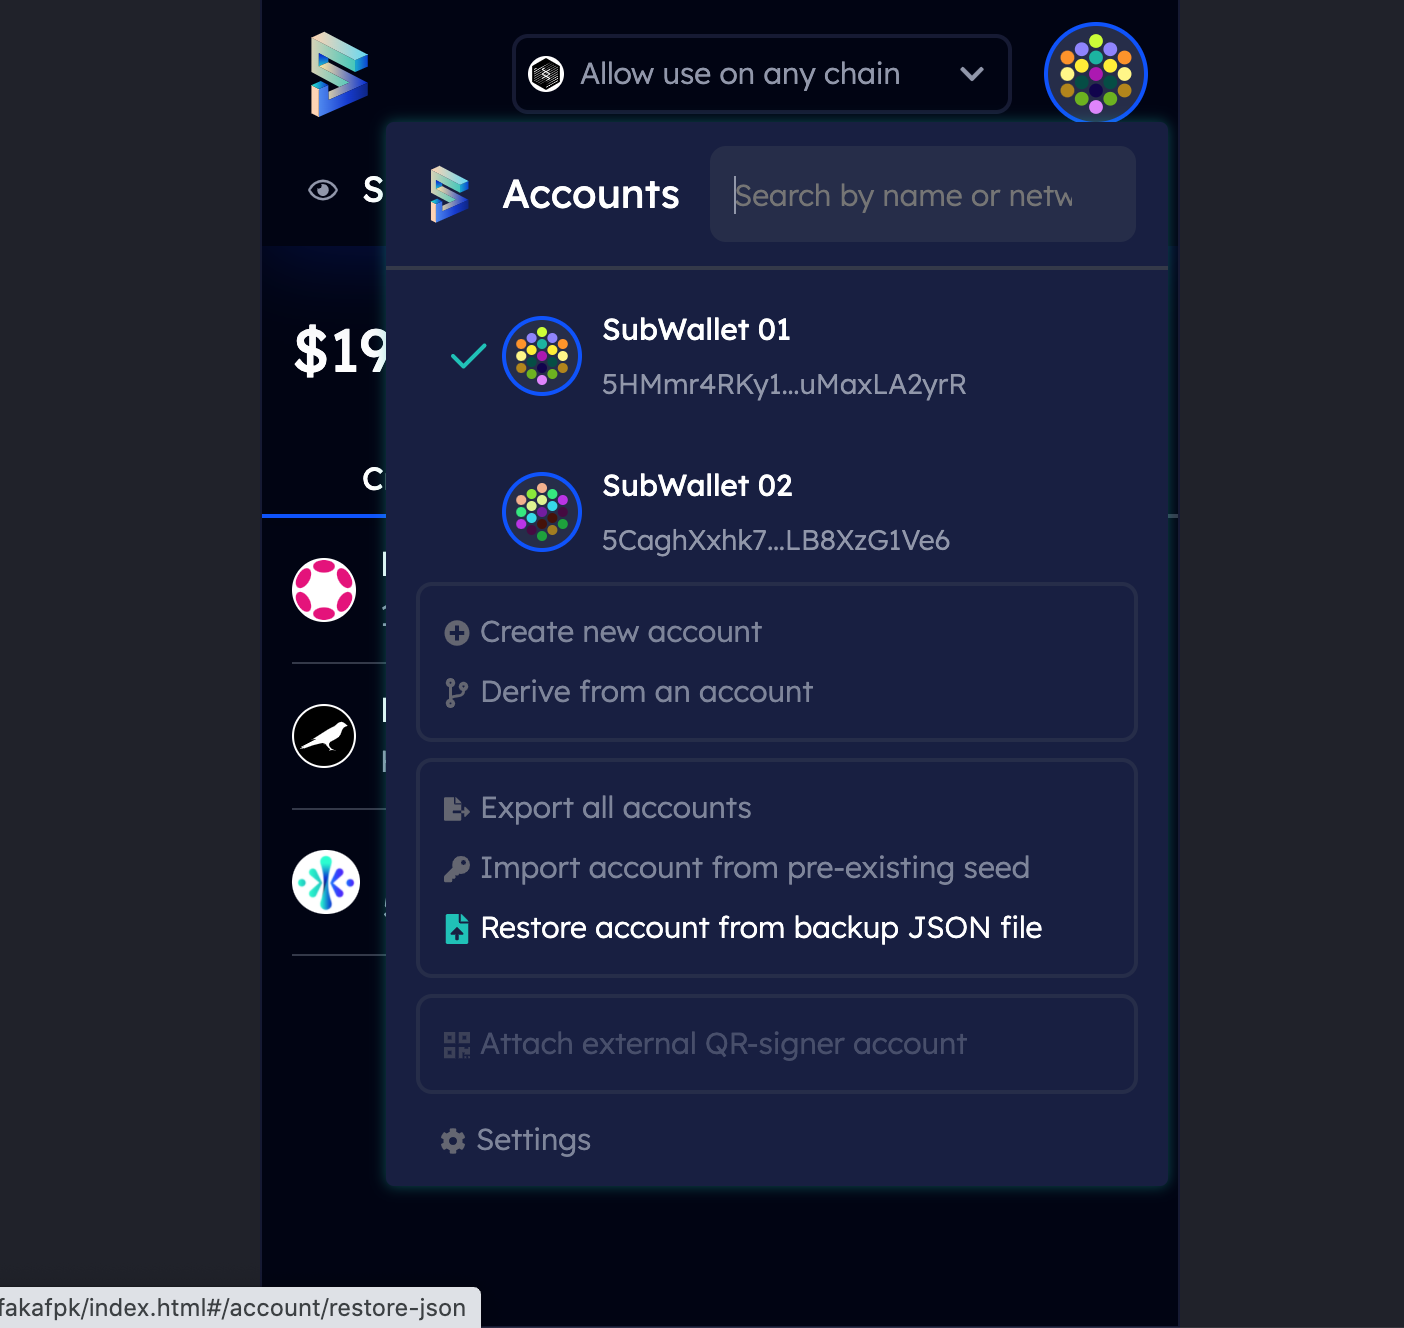 Allow use on any chain
Accounts
Search by name or netw
$19
SubWallet 01
5HMmr4RKy1...uMaxLA2yrR
SubWallet 02
5CaghXxhk7...LB8XzG1Ve6
Create new account
Derive from an account
Export all accounts
Import account from pre-existing seed
Restore account from backup JSON file
Attach external QR-signer account
Settings
fakafpk/index.html#/account/restore-json